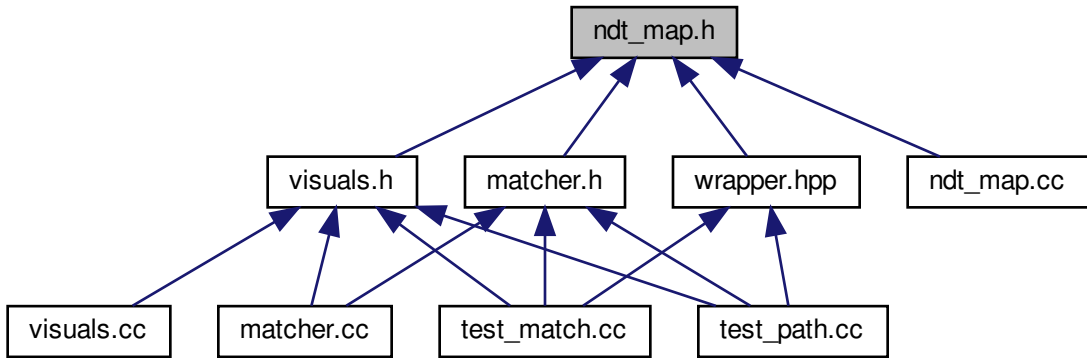 ndt_map.h
visuals.h
matcher.h
wrapper.hpp
ndt_map.cc
visuals.cc
matcher.cc
test_match.cc
test_path.cc